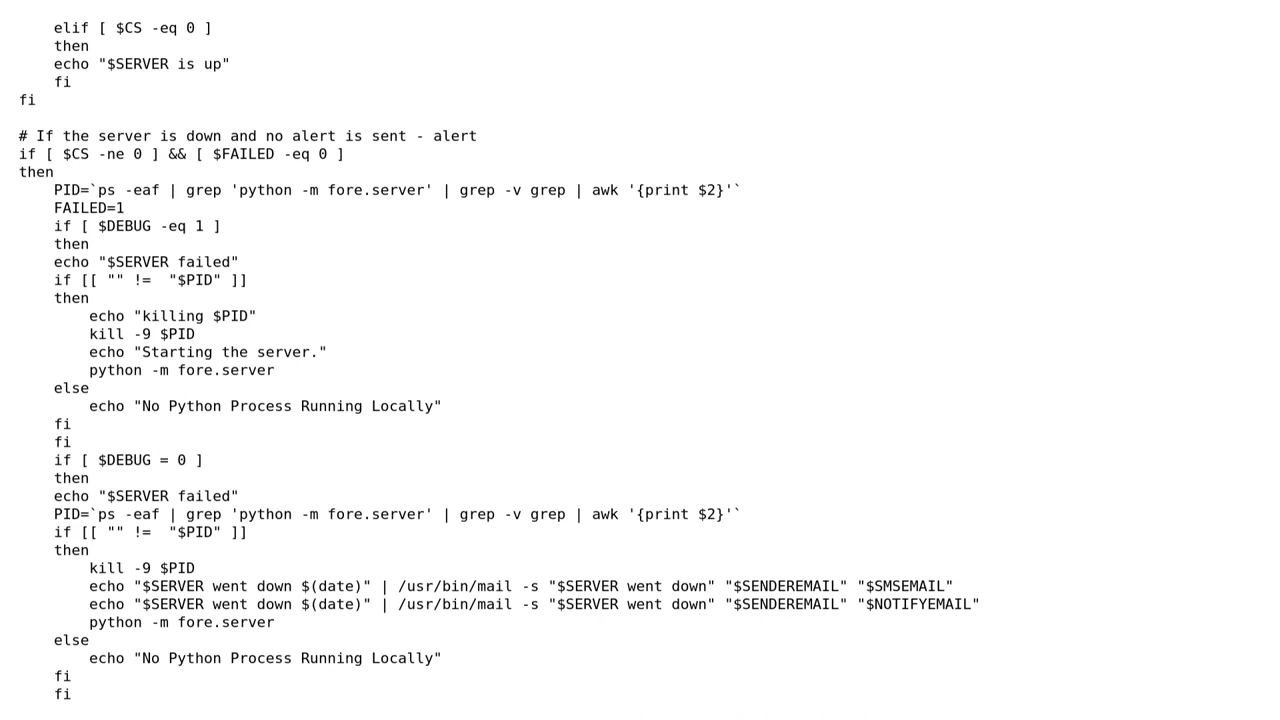 elif [ $CS -eq 0 ]
    then
    echo "$SERVER is up"
    fi
fi

# If the server is down and no alert is sent - alert
if [ $CS -ne 0 ] && [ $FAILED -eq 0 ]
then
    PID=`ps -eaf | grep 'python -m fore.server' | grep -v grep | awk '{print $2}'`
    FAILED=1
    if [ $DEBUG -eq 1 ]
    then
    echo "$SERVER failed"
    if [[ "" !=  "$PID" ]]
    then
        echo "killing $PID"
        kill -9 $PID
        echo "Starting the server."
        python -m fore.server
    else
        echo "No Python Process Running Locally"
    fi
    fi
    if [ $DEBUG = 0 ]
    then
    echo "$SERVER failed"
    PID=`ps -eaf | grep 'python -m fore.server' | grep -v grep | awk '{print $2}'`
    if [[ "" !=  "$PID" ]]
    then
        kill -9 $PID
        echo "$SERVER went down $(date)" | /usr/bin/mail -s "$SERVER went down" "$SENDEREMAIL" "$SMSEMAIL"
        echo "$SERVER went down $(date)" | /usr/bin/mail -s "$SERVER went down" "$SENDEREMAIL" "$NOTIFYEMAIL"
        python -m fore.server
    else
        echo "No Python Process Running Locally"
    fi
    fi